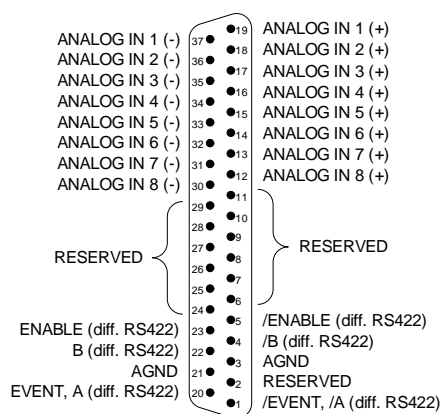 ANALOG IN 1 (-) 37 19 ANALOG IN 1 (+)
ANALOG IN 2 (-) 36 18 ANALOG IN 2 (+)
ANALOG IN 3 (-) 35 17 ANALOG IN 3 (+)
ANALOG IN 4 (-) 34 16 ANALOG IN 4 (+)
ANALOG IN 5 (-) 33 15 ANALOG IN 5 (+)
ANALOG IN 6 (-) 32 14 ANALOG IN 6 (+)
ANALOG IN 7 (-) 31 13 ANALOG IN 7 (+)
ANALOG IN 8 (-) 30 12 ANALOG IN 8 (+)
29 11
28 10
27 9
RESERVED 26 8 RESERVED
25 7
24 6
ENABLE (diff. RS422) 23 5 /ENABLE (diff. RS422)
B (diff. RS422) 22 4 /B (diff. RS422)
AGND 21 3 AGND
EVENT, A (diff. RS422) 20 2 RESERVED
1 /EVENT, /A (diff. RS422)